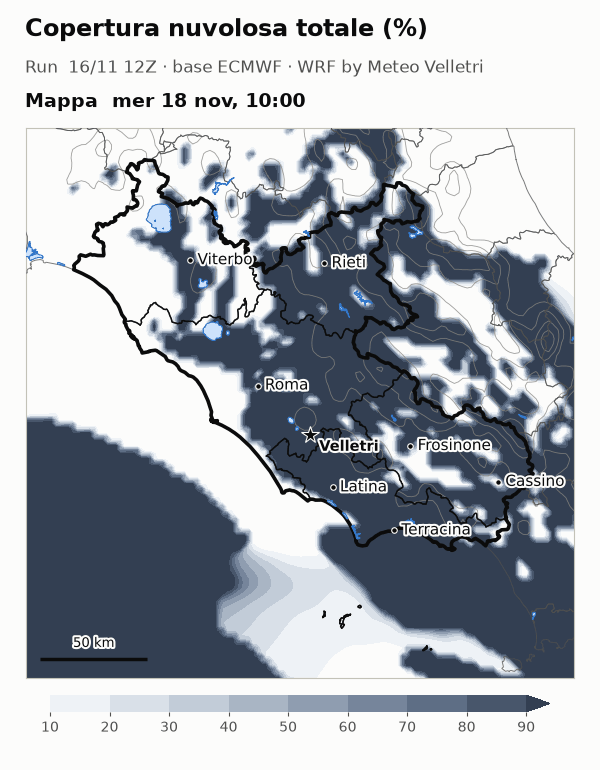 Copertura nuvolosa totale (%)
Run 16/11 12Z · base ECMWF · WRF by Meteo Velletri
Mappa mer 18 nov, 10:00
Viterbo
Rieti
Roma
Velletri
Frosinone
Latina
Cassino
Terracina
50 km
10 20 30 40 50 60 70 80 90